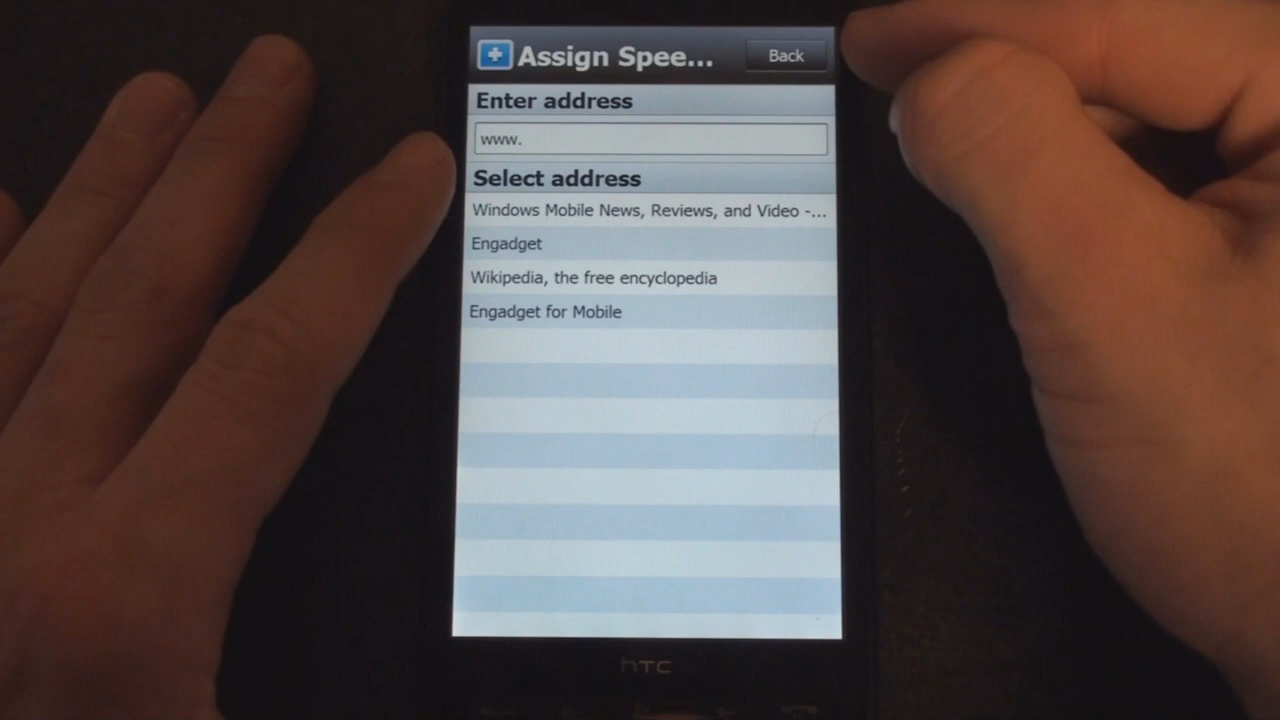 Assign Spee...
Back
Enter address
www.
Select address
Windows Mobile News, Reviews, and Video -...
Engadget
Wikipedia, the free encyclopedia
Engadget for Mobile
hTC